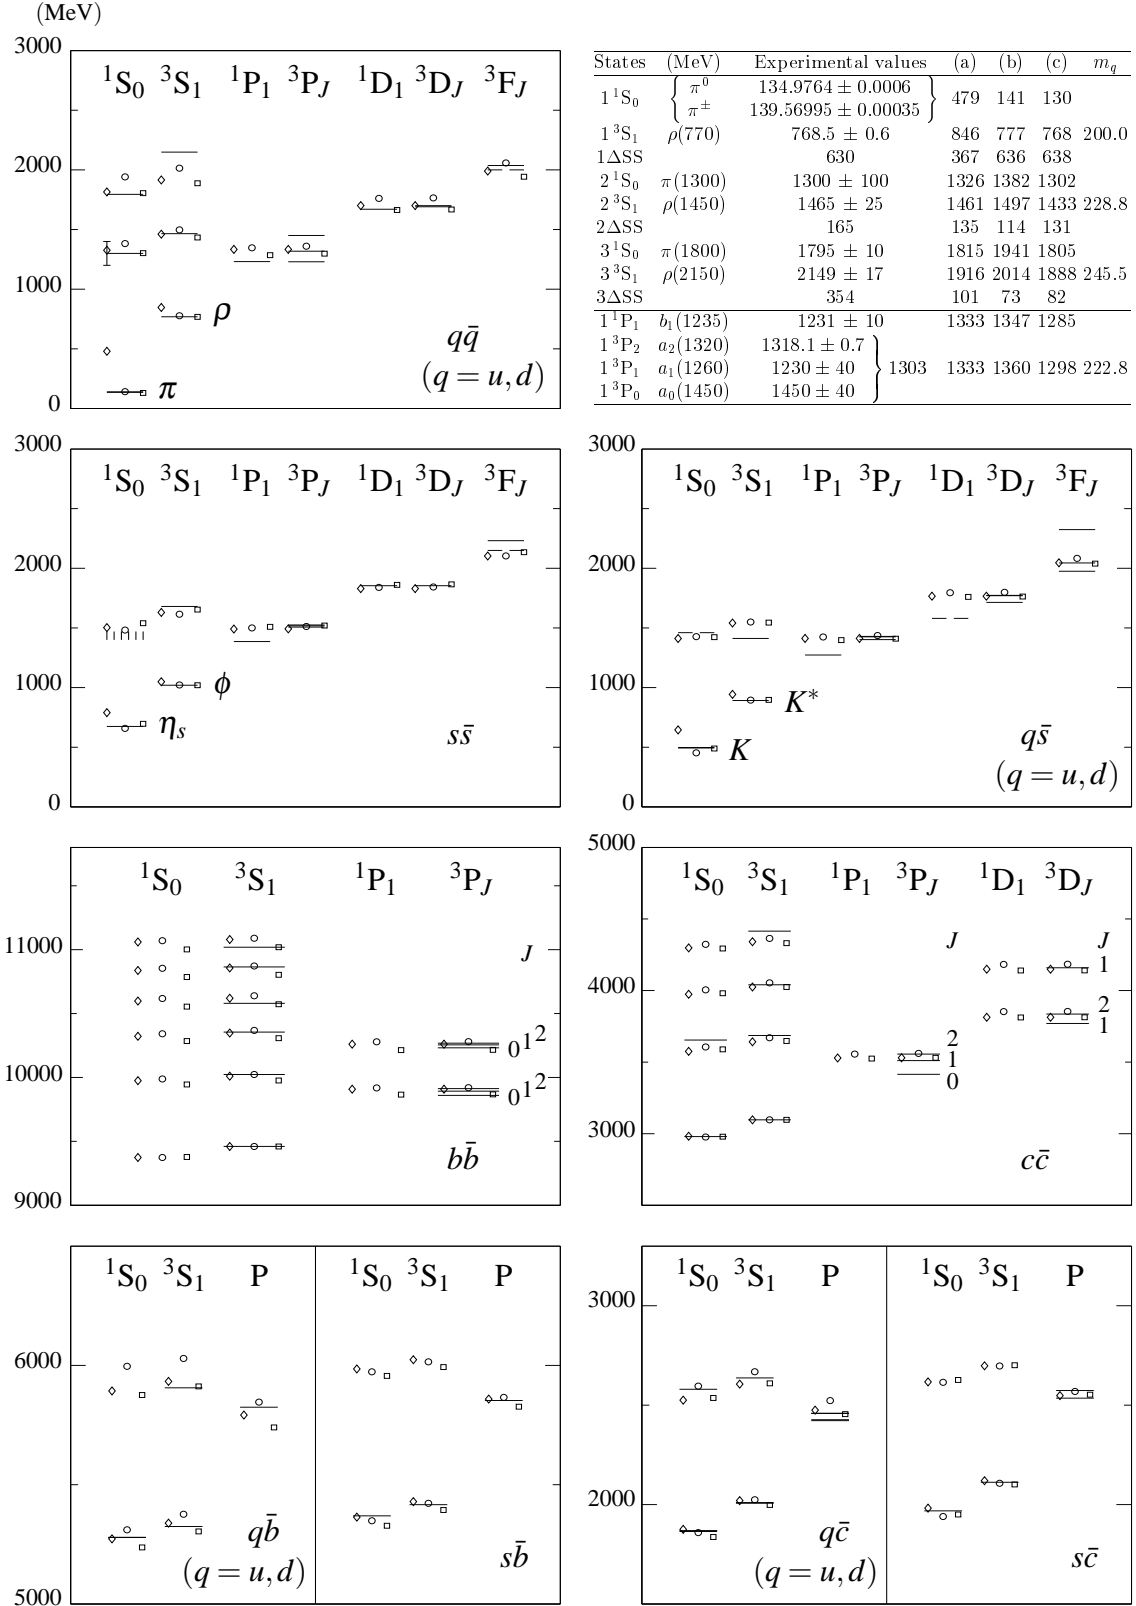 (MeV)
3000
2000
1000
0
¹S₀ ³S₁ ¹P₁ ³P_J ¹D₁ ³D_J ³F_J
ρ
π
qq̄
(q = u, d)
States (MeV) Experimental values (a) (b) (c) m_q
1 ¹S₀ { π⁰ 134.9764 ± 0.0006 } 479 141 130
π± 139.56995 ± 0.00035
1 ³S₁ ρ(770) 768.5 ± 0.6 846 777 768 200.0
1ΔSS 630 367 636 638
2 ¹S₀ π(1300) 1300 ± 100 1326 1382 1302
2 ³S₁ ρ(1450) 1465 ± 25 1461 1497 1433 228.8
2ΔSS 165 135 114 131
3 ¹S₀ π(1800) 1795 ± 10 1815 1941 1805
3 ³S₁ ρ(2150) 2149 ± 17 1916 2014 1888 245.5
3ΔSS 354 101 73 82
1 ¹P₁ b₁(1235) 1231 ± 10 1333 1347 1285
1 ³P₂ a₂(1320) 1318.1 ± 0.7
1 ³P₁ a₁(1260) 1230 ± 40 } 1303 1333 1360 1298 222.8
1 ³P₀ a₀(1450) 1450 ± 40
3000
2000
1000
0
¹S₀ ³S₁ ¹P₁ ³P_J ¹D₁ ³D_J ³F_J
ϕ
η_s
ss̄
3000
2000
1000
0
¹S₀ ³S₁ ¹P₁ ³P_J ¹D₁ ³D_J ³F_J
K*
K
qs̄
(q = u, d)
11000
10000
9000
¹S₀ ³S₁ ¹P₁ ³P_J
J
0 1 2
0 1 2
bb̄
5000
4000
3000
¹S₀ ³S₁ ¹P₁ ³P_J ¹D₁ ³D_J
J J
1
2
1
2
1
0
cc̄
6000
5000
¹S₀ ³S₁ P
qb̄
(q = u, d)
¹S₀ ³S₁ P
sb̄
3000
2000
¹S₀ ³S₁ P
qc̄
(q = u, d)
¹S₀ ³S₁ P
sc̄